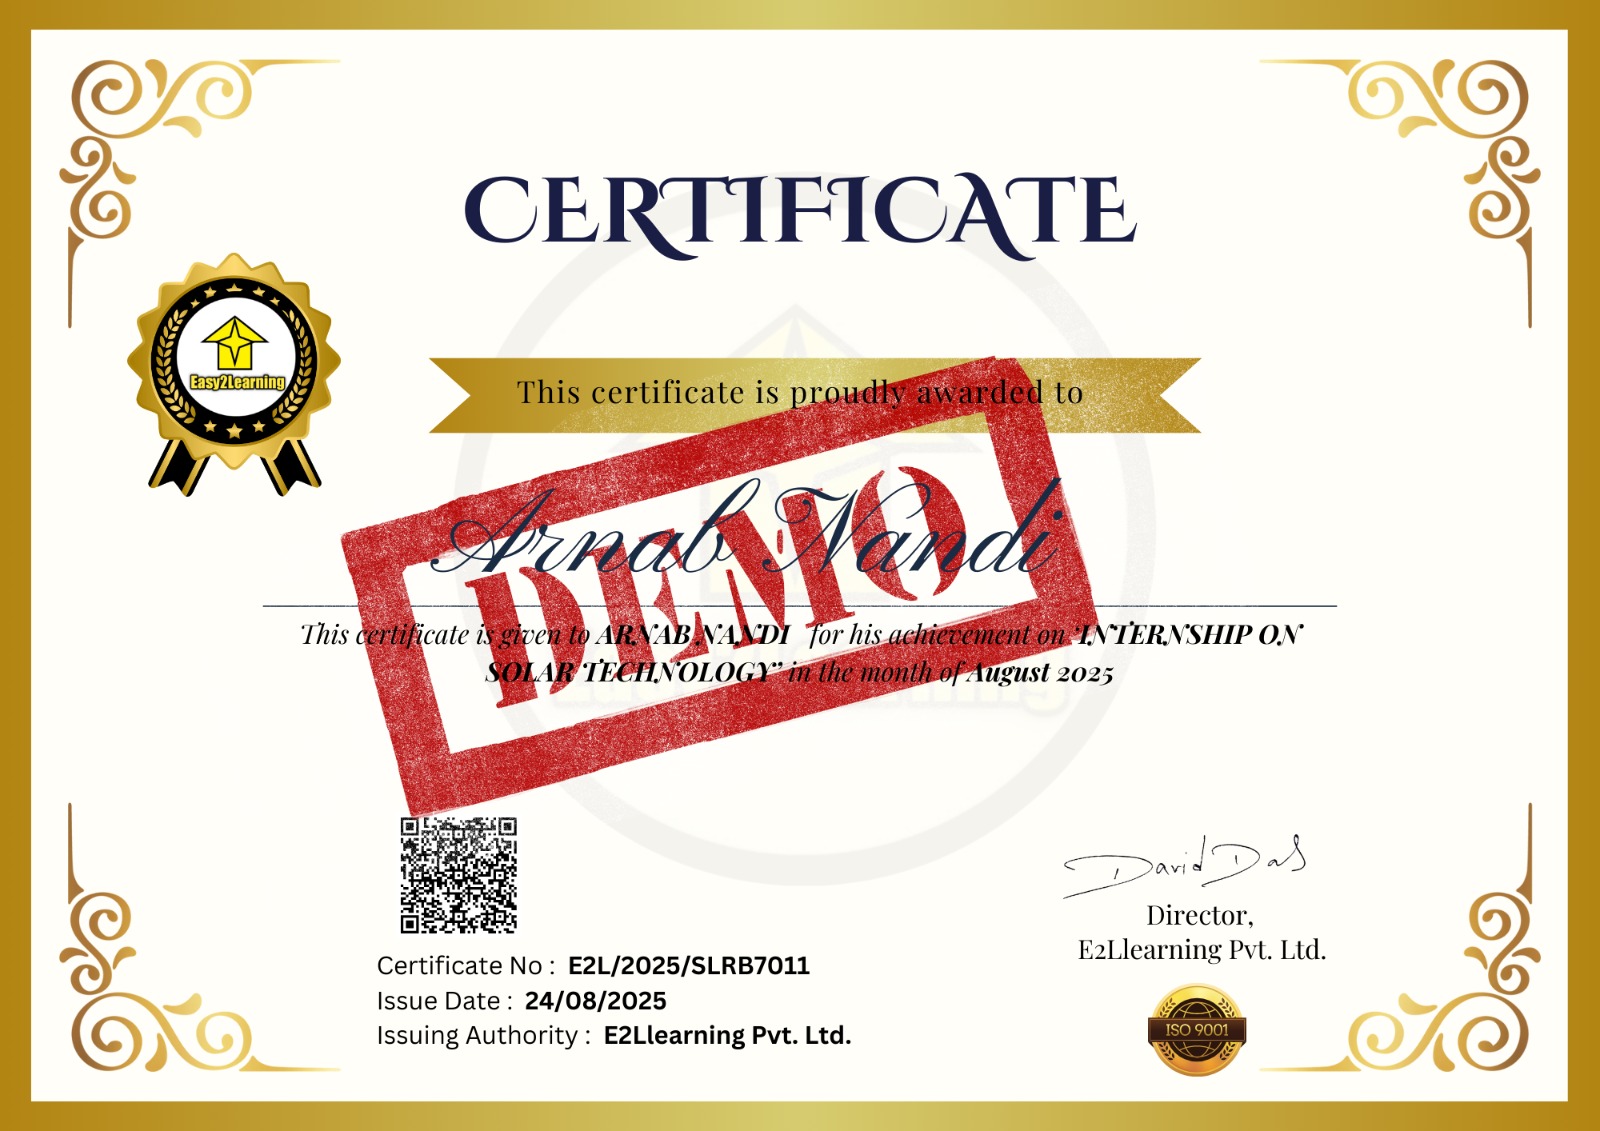 CERTIFICATE
Easy2Learning
This certificate is proudly awarded to
Arnab Nandi
DEMO
This certificate is given to ARNAB NANDI for his achievement on 'INTERNSHIP ON
SOLAR TECHNOLOGY' in the month of August 2025
David Das
Director,
E2Llearning Pvt. Ltd.
Certificate No : E2L/2025/SLRB7011
Issue Date : 24/08/2025
Issuing Authority : E2Llearning Pvt. Ltd.
ISO 9001